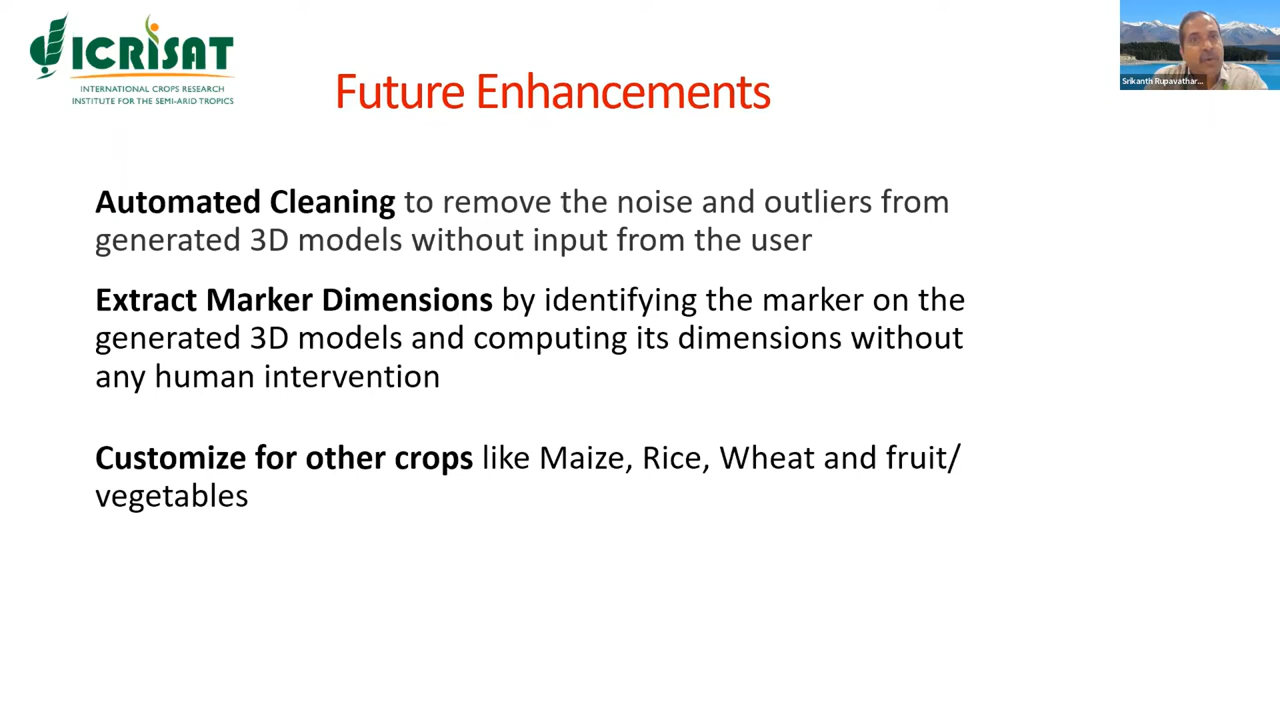 ICRISAT
INTERNATIONAL CROPS RESEARCH
INSTITUTE FOR THE SEMI-ARID TROPICS
Future Enhancements
Srikanth Rupavathar...
Automated Cleaning to remove the noise and outliers from
generated 3D models without input from the user
Extract Marker Dimensions by identifying the marker on the
generated 3D models and computing its dimensions without
any human intervention
Customize for other crops like Maize, Rice, Wheat and fruit/
vegetables